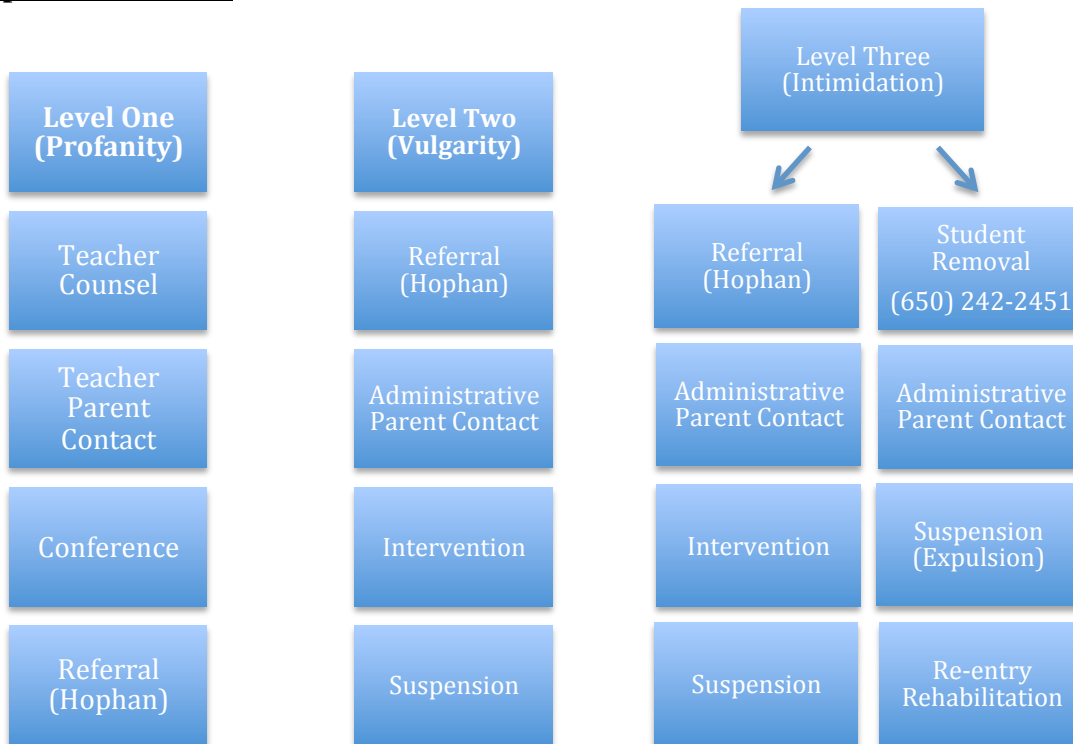 Level One
(Profanity)
Teacher
Counsel
Teacher
Parent
Contact
Conference
Referral
(Hophan)
Level Two
(Vulgarity)
Referral
(Hophan)
Administrative
Parent Contact
Intervention
Suspension
Level Three
(Intimidation)
Referral
(Hophan)
Administrative
Parent Contact
Intervention
Suspension
Student
Removal
(650) 242-2451
Administrative
Parent Contact
Suspension
(Expulsion)
Re-entry
Rehabilitation